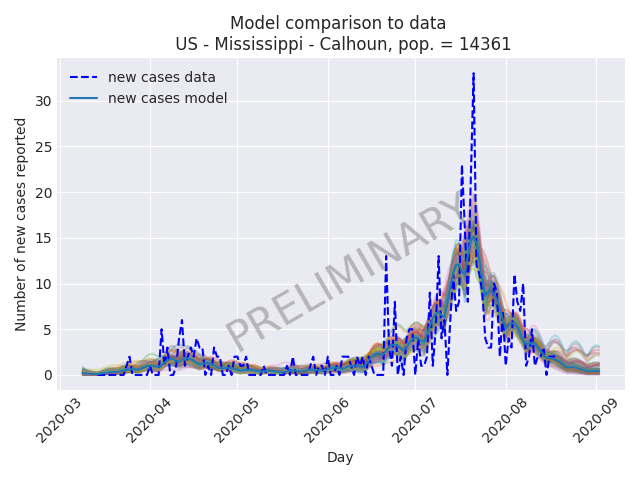 Model comparison to data
US - Mississippi - Calhoun, pop. = 14361
new cases data
new cases model
PRELIMINARY
Number of new cases reported
30
25
20
15
10
5
0
2020-03
2020-04
2020-05
2020-06
2020-07
2020-08
2020-09
Day